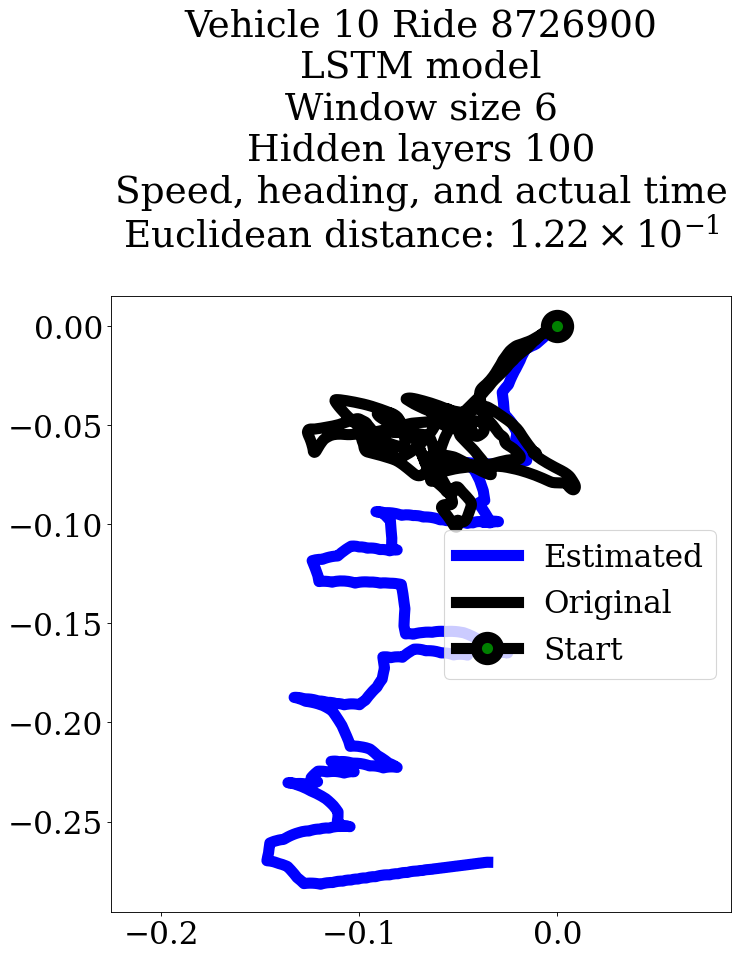 Vehicle 10 Ride 8726900
LSTM model
Window size 6
Hidden layers 100
Speed, heading, and actual time
Euclidean distance: 1.22 × 10⁻¹
0.00
−0.05
−0.10
−0.15
−0.20
−0.25
Estimated
Original
Start
−0.2
−0.1
0.0